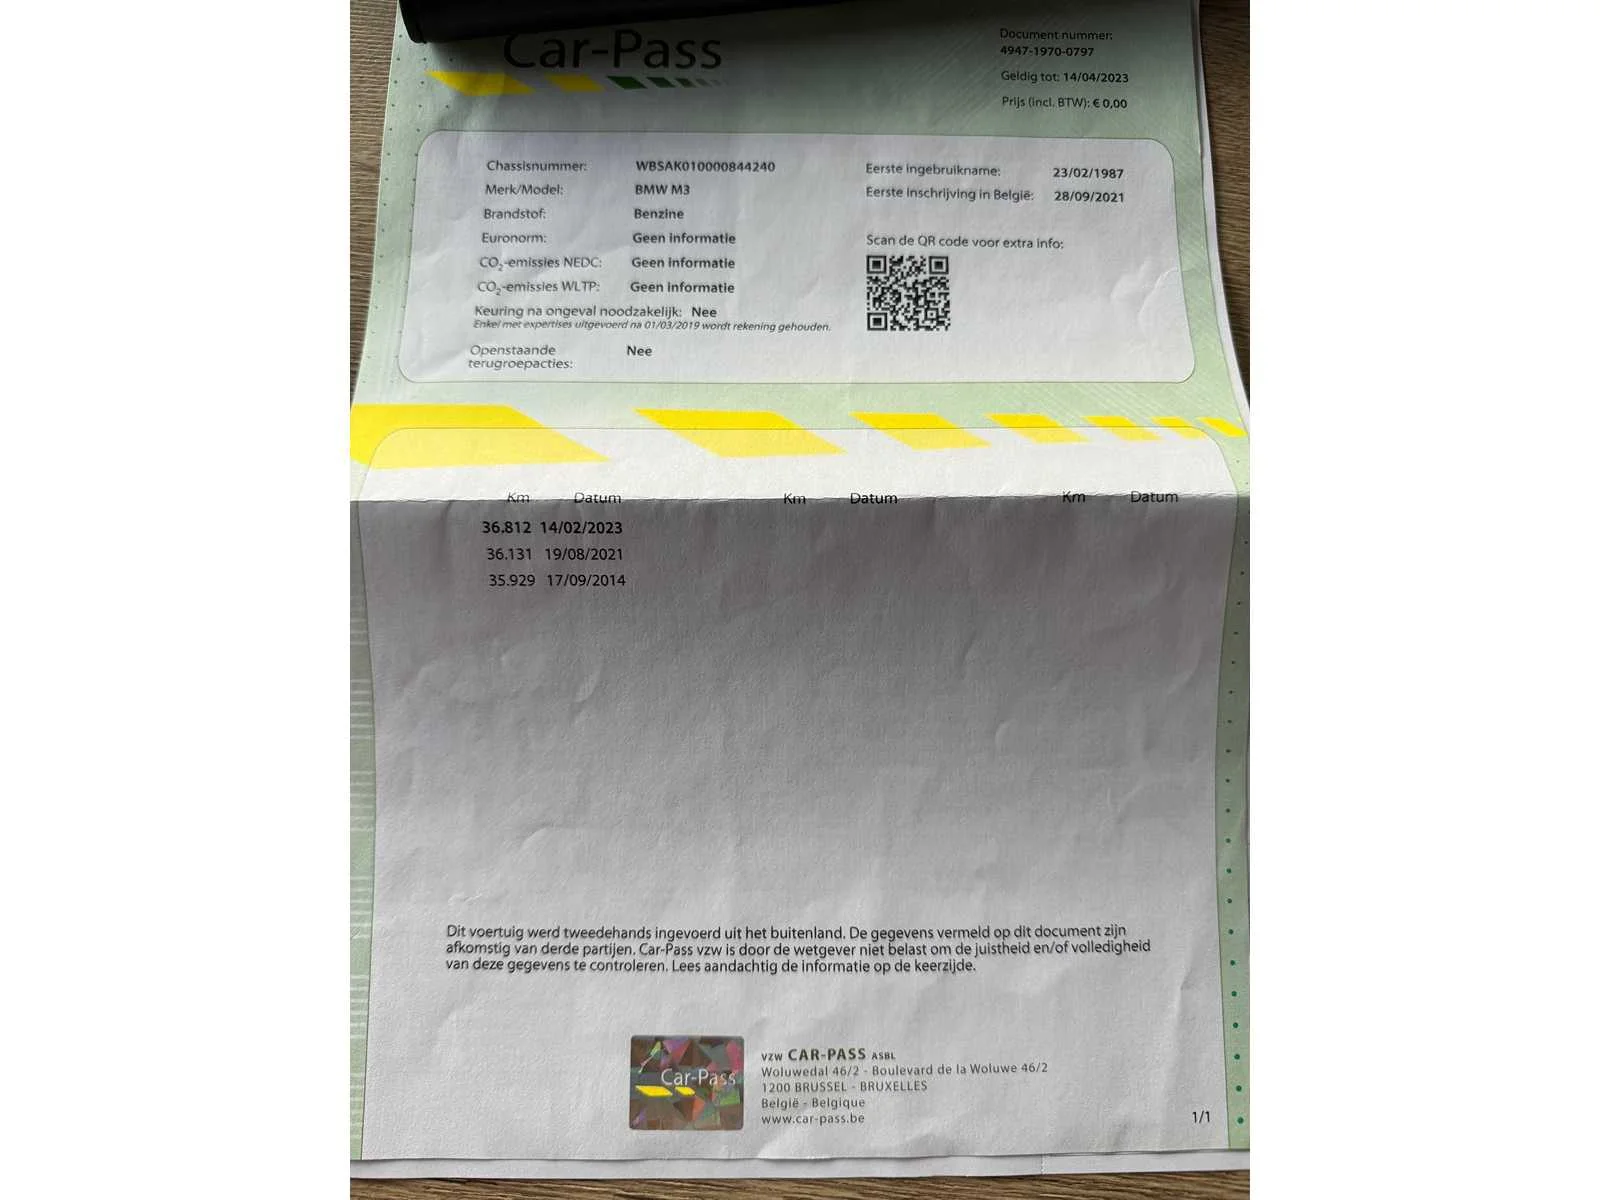 Car-Pass
Document nummer:
4947-1970-0797
Geldig tot: 14/04/2023
Prijs (incl. BTW): € 0,00
Chassisnummer: WBSAK010000844240
Merk/Model: BMW M3
Brandstof: Benzine
Euronorm: Geen informatie
CO₂-emissies NEDC: Geen informatie
CO₂-emissies WLTP: Geen informatie
Keuring na ongeval noodzakelijk: Nee
Enkel met expertises uitgevoerd na 01/03/2019 wordt rekening gehouden.
Openstaande terugroepacties: Nee
Eerste ingebruikname: 23/02/1987
Eerste inschrijving in België: 28/09/2021
Scan de QR code voor extra info:
Km Datum Km Datum Km Datum
36.812 14/02/2023
36.131 19/08/2021
35.929 17/09/2014
Dit voertuig werd tweedehands ingevoerd uit het buitenland. De gegevens vermeld op dit document zijn
afkomstig van derde partijen. Car-Pass vzw is door de wetgever niet belast om de juistheid en/of volledigheid
van deze gegevens te controleren. Lees aandachtig de informatie op de keerzijde.
Car-Pass
vzw CAR-PASS ASBL
Woluwedal 46/2 - Boulevard de la Woluwe 46/2
1200 BRUSSEL - BRUXELLES
België - Belgique
www.car-pass.be
1/1